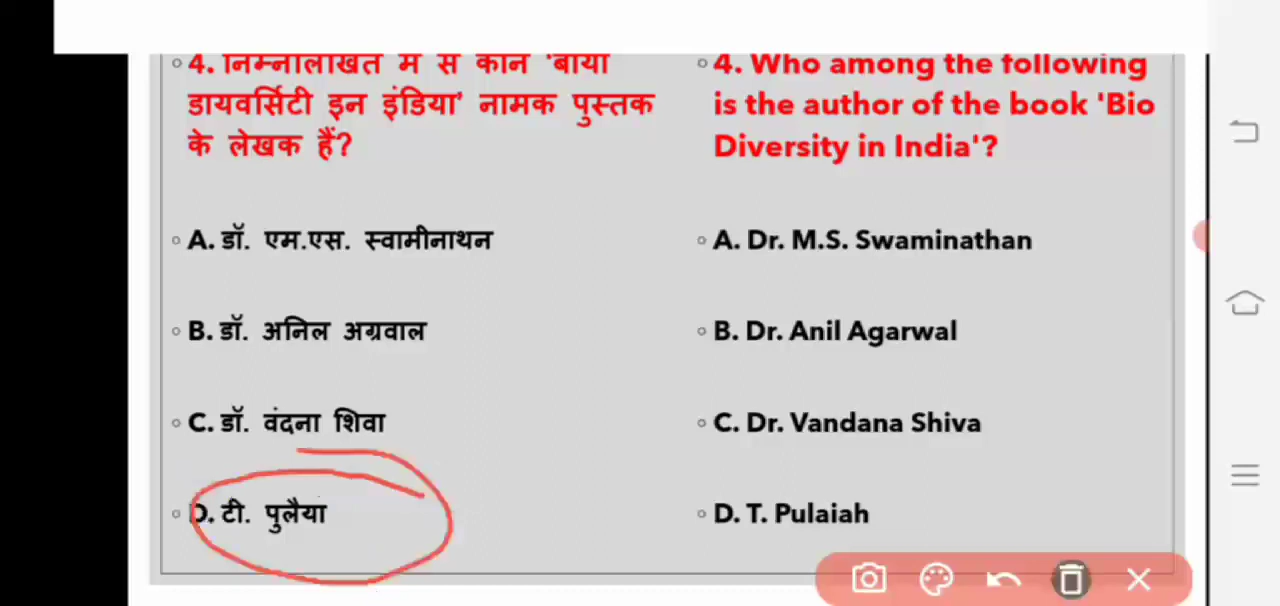 4. निम्नलिखित में से कौन 'बायो
डायवर्सिटी इन इंडिया' नामक पुस्तक
के लेखक हैं?
A. डॉ. एम.एस. स्वामीनाथन
B. डॉ. अनिल अग्रवाल
C. डॉ. वंदना शिवा
D. टी. पुलैया
4. Who among the following
is the author of the book 'Bio
Diversity in India'?
A. Dr. M.S. Swaminathan
B. Dr. Anil Agarwal
C. Dr. Vandana Shiva
D. T. Pulaiah